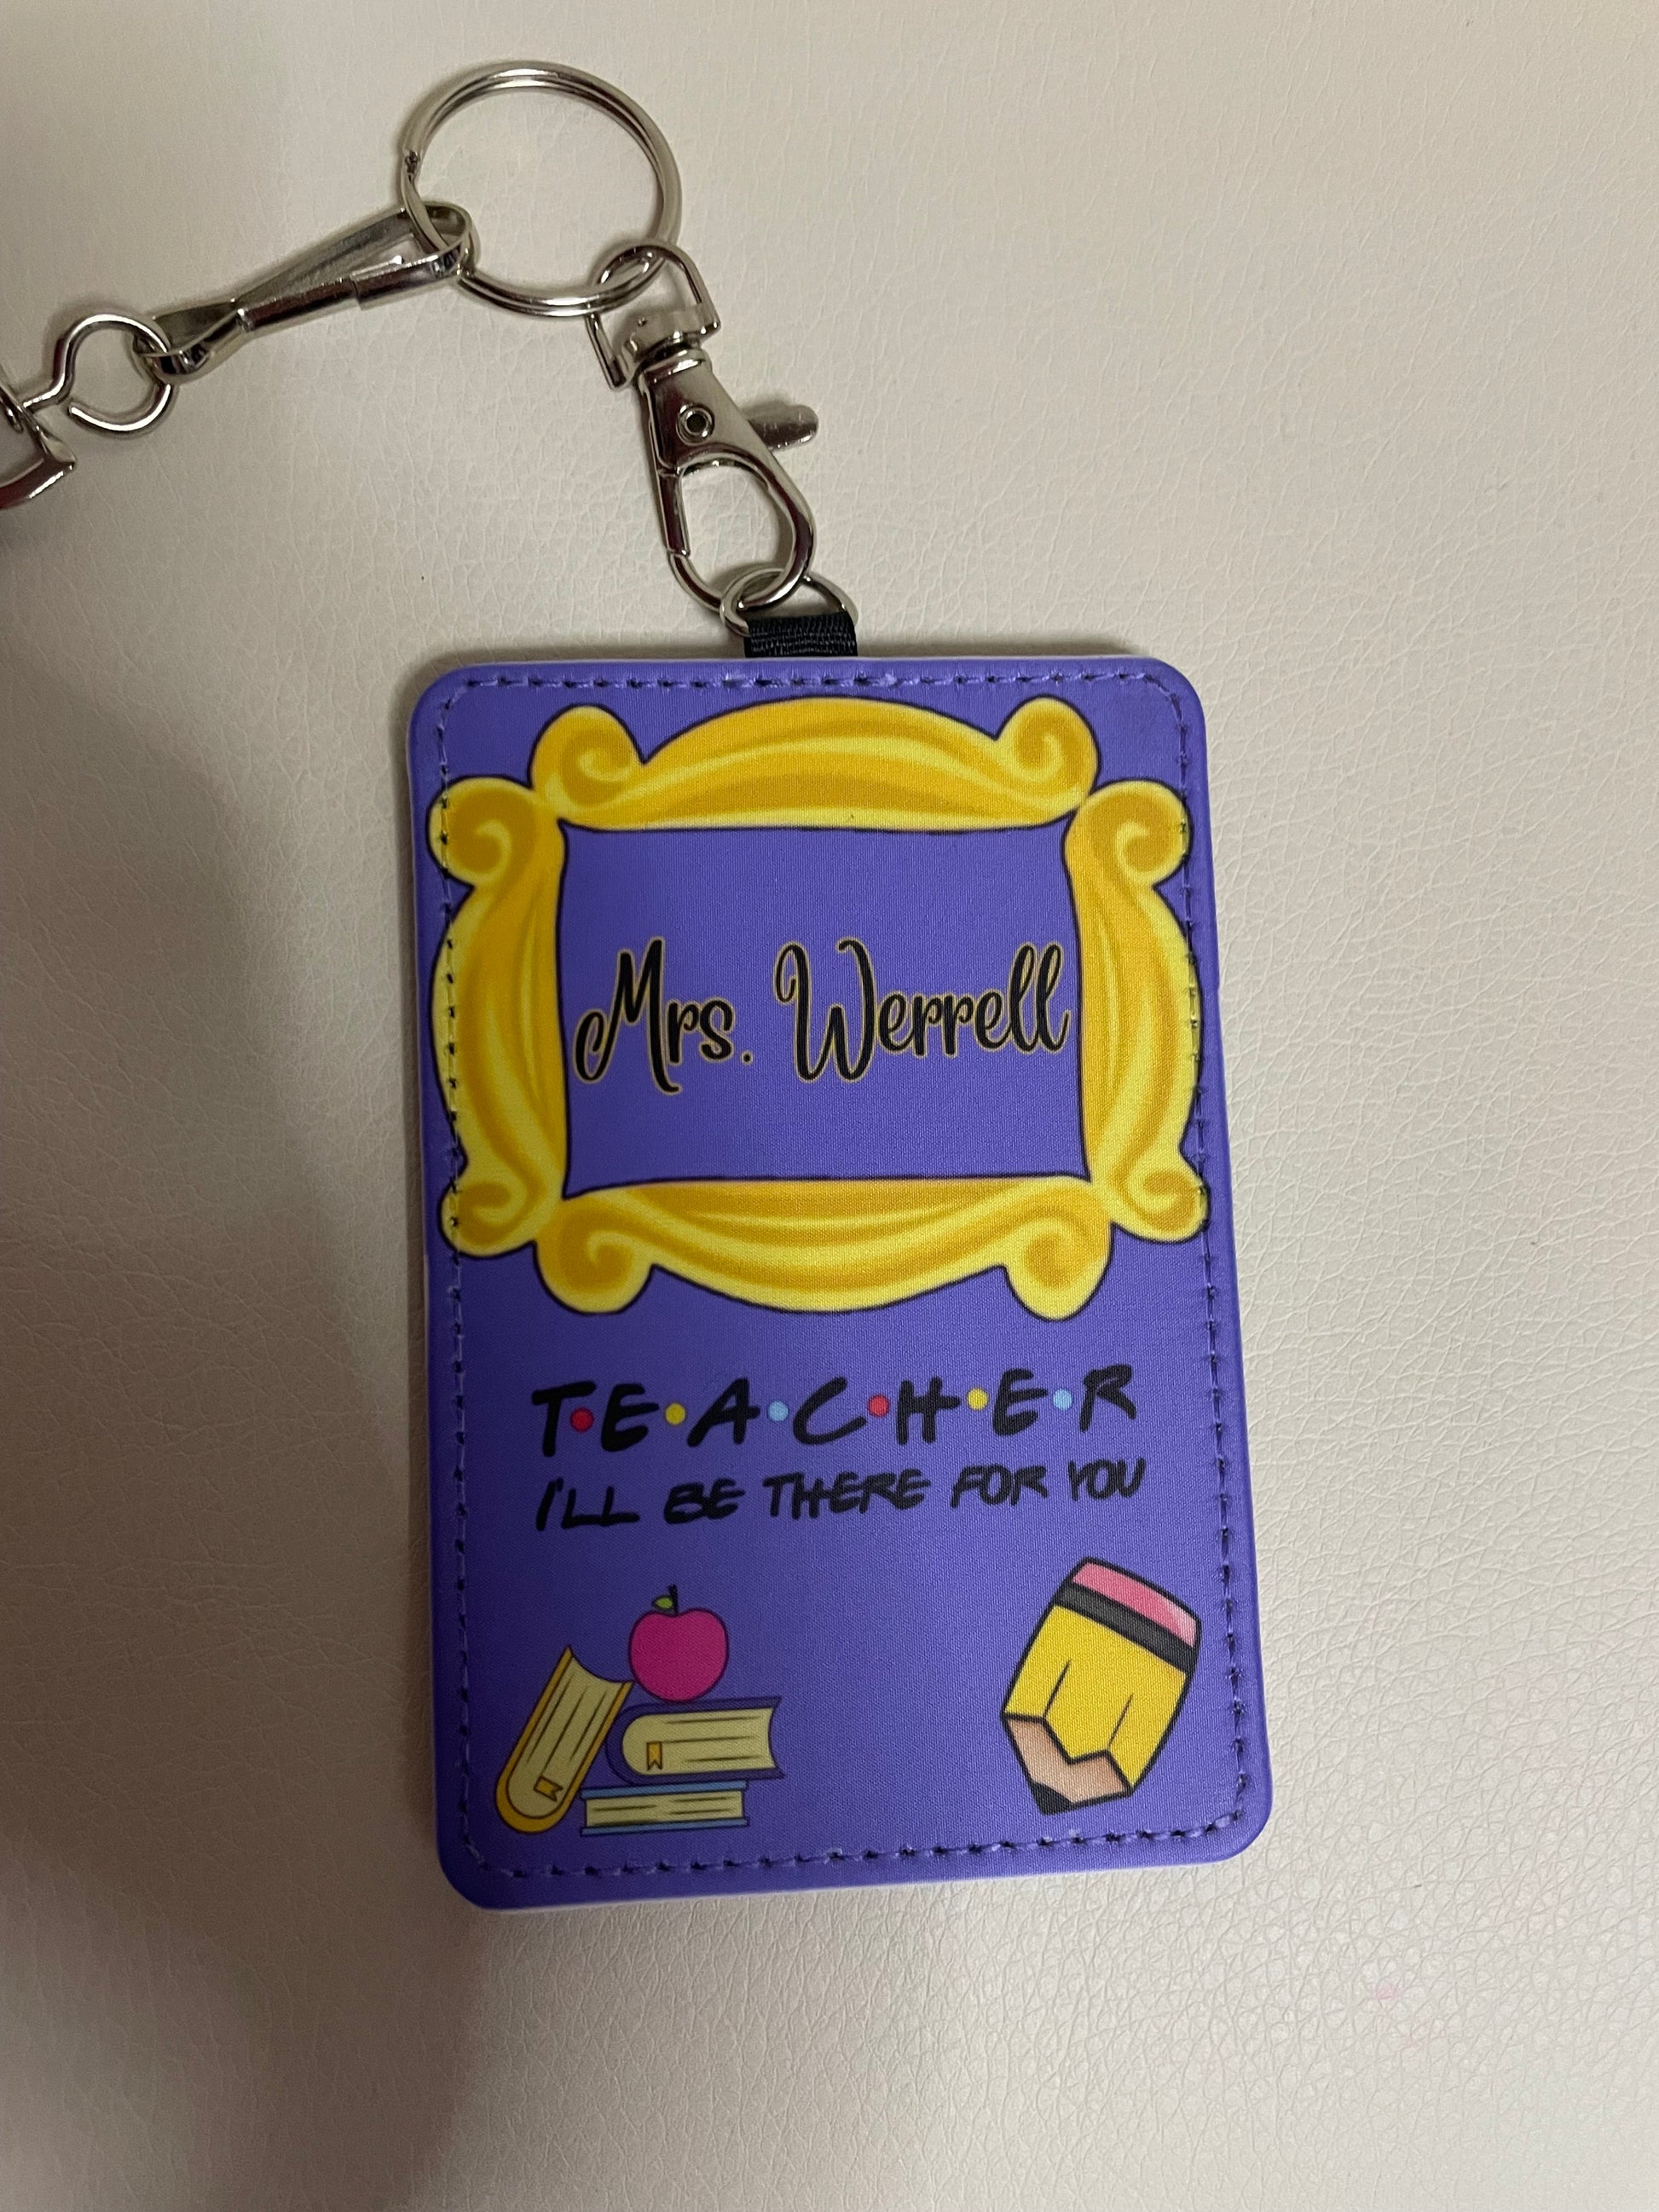 Mrs. Werrell
T•E•A•C•H•E•R
I'LL BE THERE FOR YOU